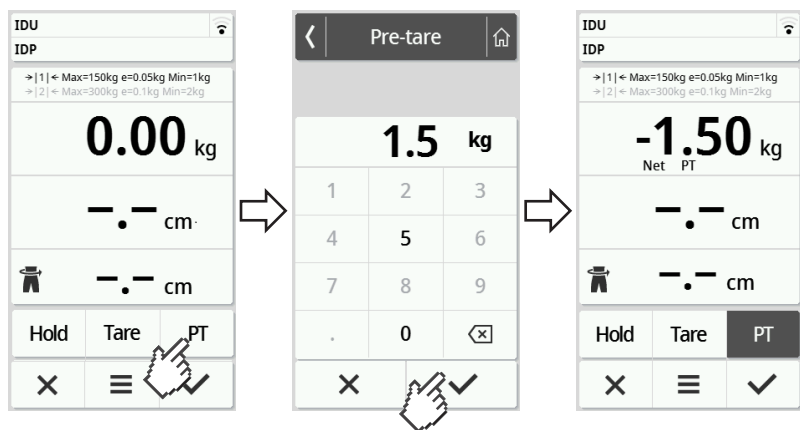 IDU
IDP
→|1|← Max=150kg e=0.05kg Min=1kg
→|2|← Max=300kg e=0.1kg Min=2kg
0.00 kg
–.– cm
–.– cm
Hold Tare PT
Pre-tare
1.5 kg
1 2 3
4 5 6
7 8 9
. 0
IDU
IDP
→|1|← Max=150kg e=0.05kg Min=1kg
→|2|← Max=300kg e=0.1kg Min=2kg
-1.50 kg
Net PT
–.– cm
–.– cm
Hold Tare PT